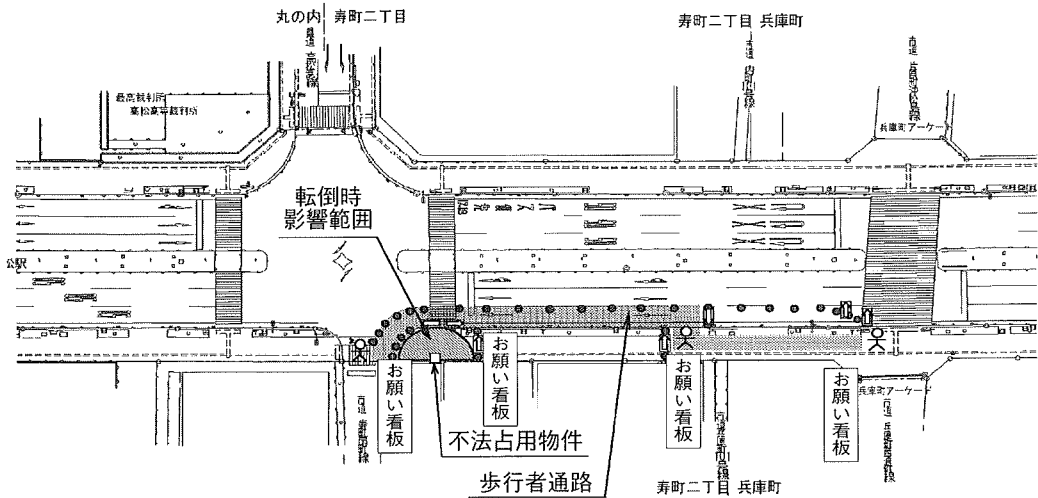 丸の内 寿町二丁目
寿町二丁目 兵庫町
最高裁判所
高松高等裁判所
兵庫町アーケード
転倒時
影響範囲
バス優先
公駅
お願い看板
お願い看板
お願い看板
お願い看板
兵庫町アーケード
不法占用物件
歩行者通路
寿町二丁目 兵庫町